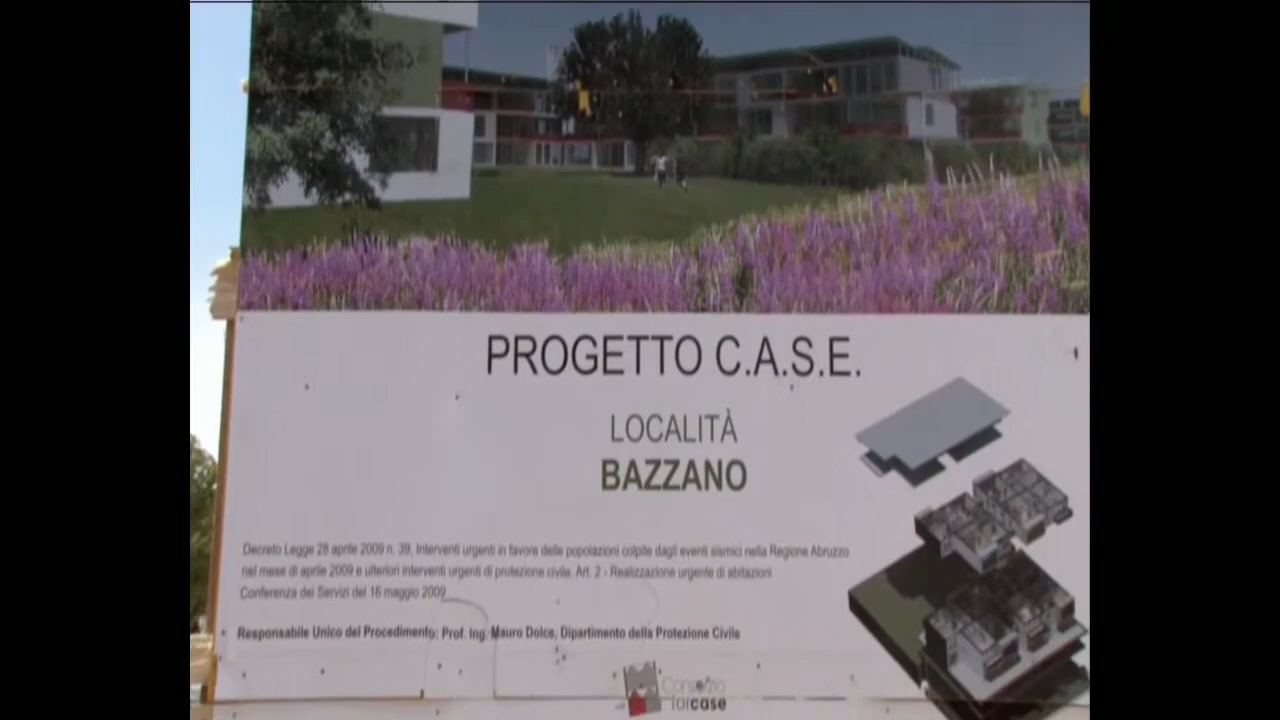 PROGETTO C.A.S.E.
LOCALITÀ
BAZZANO
Decreto Legge 28 aprile 2009 n. 39, Interventi urgenti in favore delle popolazioni colpite dagli eventi sismici nella Regione Abruzzo
nel mese di aprile 2009 e ulteriori interventi urgenti di protezione civile. Art. 2 - Realizzazione urgente di abitazioni
Conferenza dei Servizi del 16 maggio 2009
Responsabile Unico del Procedimento: Prof. Ing. Mauro Dolce, Dipartimento della Protezione Civile
Consorzio
forcase